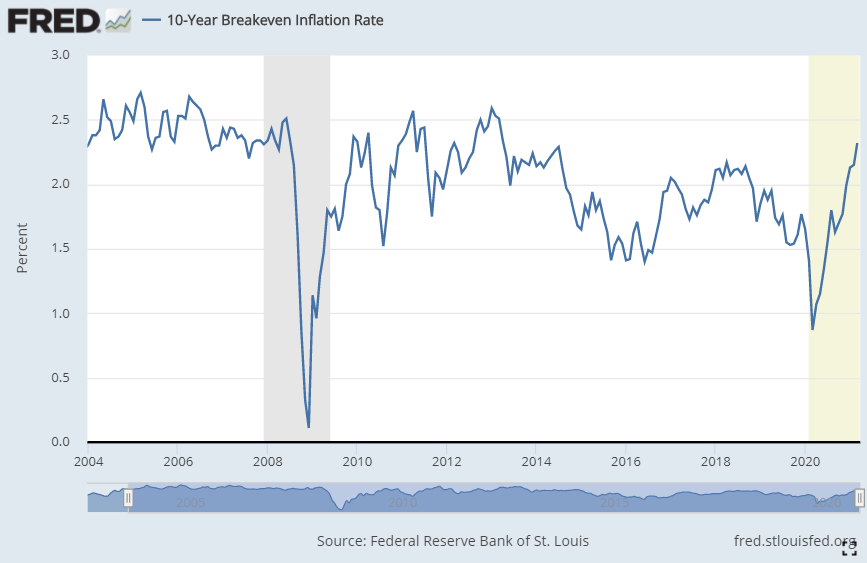 FRED. 10-Year Breakeven Inflation Rate
3.0
2.5
2.0
1.5
1.0
0.5
0.0
Percent
2004 2006 2008 2010 2012 2014 2016 2018 2020
2005 2010 2015 2020
Source: Federal Reserve Bank of St. Louis fred.stlouisfed.org